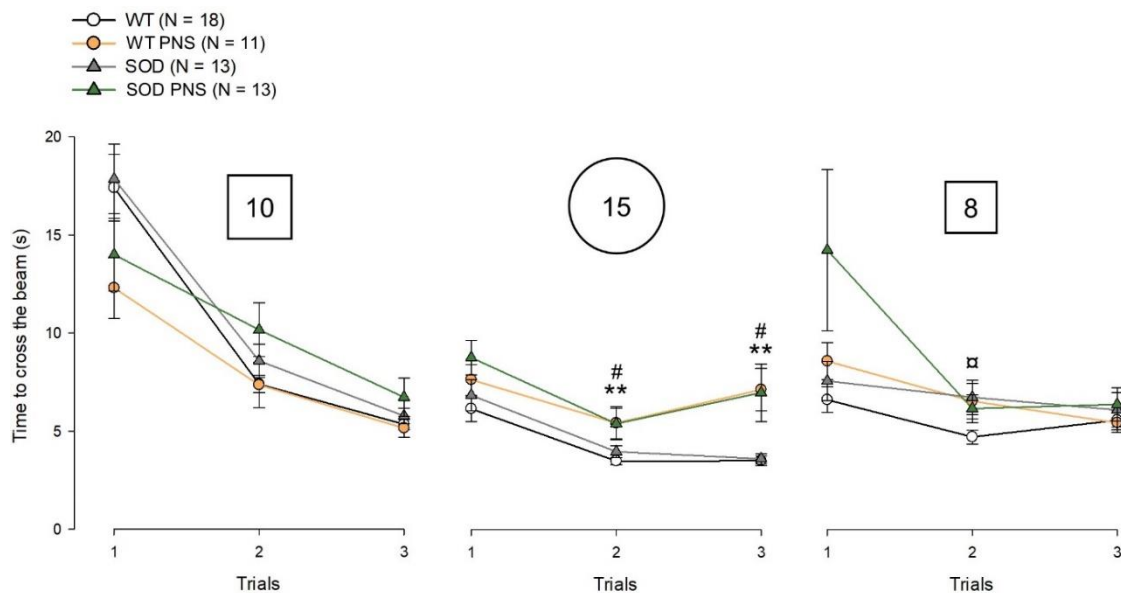 WT (N = 18)
WT PNS (N = 11)
SOD (N = 13)
SOD PNS (N = 13)
20
15
10
5
0
Time to cross the beam (s)
10
15
8
#
**
#
**
¤
1 2 3
1 2 3
1 2 3
Trials
Trials
Trials